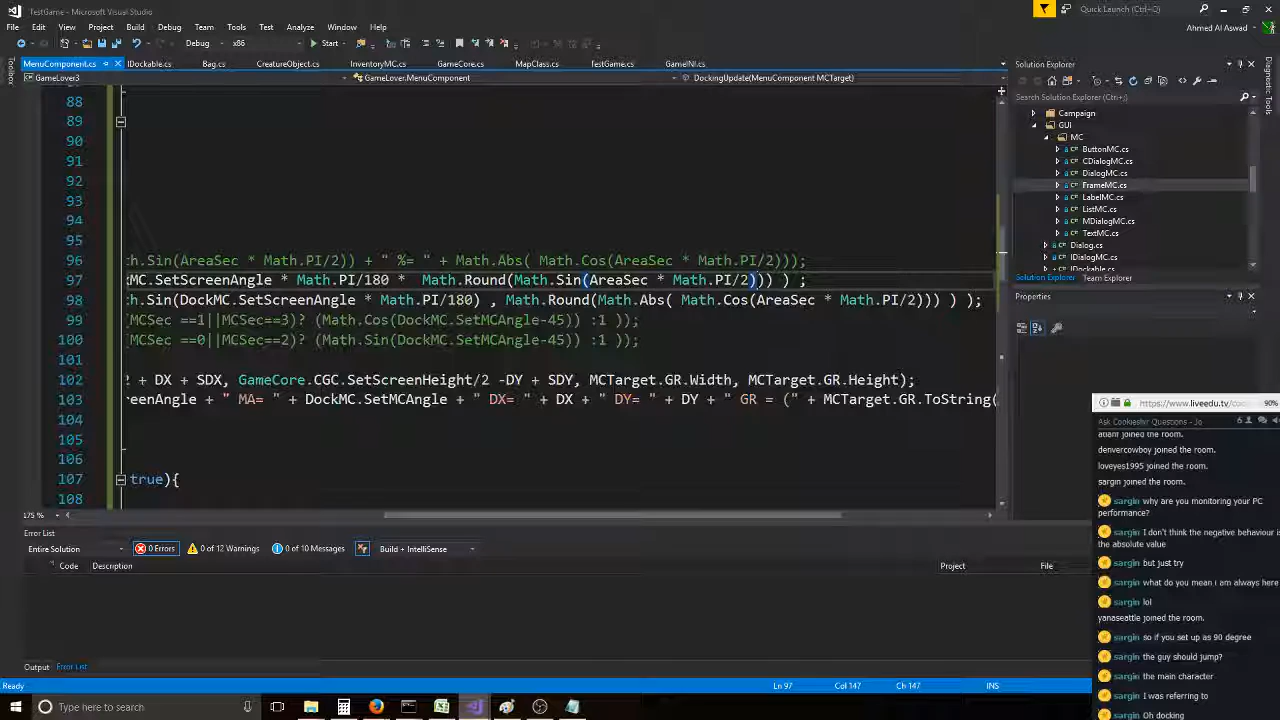 TestGame - Microsoft Visual Studio
Quick Launch (Ctrl+Q)
File Edit View Project Build Debug Team Tools Test Analyze Window Help
Ahmed Al Aswad
Debug x86 Start
MenuComponent.cs IDockable.cs Bag.cs CreatureObject.cs InventoryMC.cs GameCore.cs MapClass.cs TestGame.cs GameINI.cs
GameLover3 GameLover.MenuComponent DockingUpdate(MenuComponent MCTarget)
Toolbox
88
89
90
91
92
93
94
95
96 h.Sin(AreaSec * Math.PI/2)) + " %= " + Math.Abs( Math.Cos(AreaSec * Math.PI/2)));
97 MC.SetScreenAngle * Math.PI/180 * Math.Round(Math.Sin(AreaSec * Math.PI/2))) ) ;
98 h.Sin(DockMC.SetScreenAngle * Math.PI/180) , Math.Round(Math.Abs( Math.Cos(AreaSec * Math.PI/2))) ) );
99 MCSec ==1||MCSec==3)? (Math.Cos(DockMC.SetMCAngle-45)) :1 ));
100 MCSec ==0||MCSec==2)? (Math.Sin(DockMC.SetMCAngle-45)) :1 ));
101
102 2 + DX + SDX, GameCore.CGC.SetScreenHeight/2 -DY + SDY, MCTarget.GR.Width, MCTarget.GR.Height);
103 eenAngle + " MA= " + DockMC.SetMCAngle + " DX= " + DX + " DY= " + DY + " GR = (" + MCTarget.GR.ToString(
104
105
106
107 true){
108
175 %
Error List
Entire Solution 0 Errors 0 of 12 Warnings 0 of 10 Messages Build + IntelliSense
Code Description Project File
Output Error List
Ready Ln 97 Col 147 Ch 147 INS
Type here to search
Solution Explorer
Search Solution Explorer (Ctrl+;)
Campaign
GUI
MC
ButtonMC.cs
CDialogMC.cs
DialogMC.cs
FrameMC.cs
LabelMC.cs
ListMC.cs
MDialogMC.cs
TextMC.cs
Dialog.cs
IDockable.cs
Solution Explorer Team Explorer
Properties
Diagnostic Tools
https://www.liveedu.tv/ 90%
Questions - Jo 6
joined the room.
denvercowboy joined the room.
loveyes1995 joined the room.
sargin joined the room.
sargin why are you monitoring your PC
performance?
sargin I don't think the negative behaviour is
the absolute value
sargin but just try
sargin what do you mean i am always here
sargin lol
yanaseattle joined the room.
sargin so if you set up as 90 degree
sargin the guy should jump?
sargin the main character
sargin I was referring to
sargin Oh docking